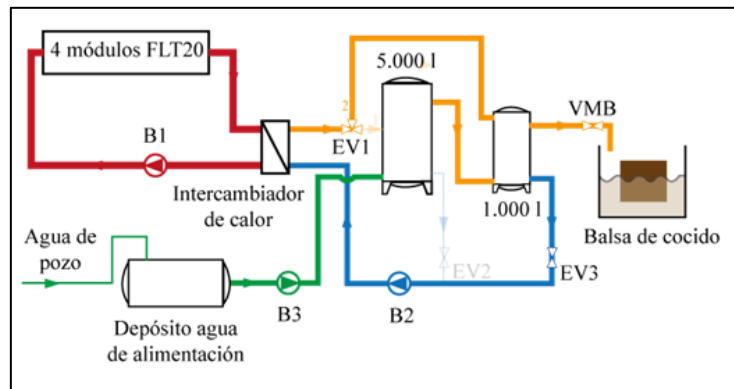 4 módulos FLT20
5.000 l
2
VMB
B1
EV1
Intercambiador
de calor
1.000 l
Balsa de cocido
Agua de
pozo
EV2
EV3
B3
B2
Depósito agua
de alimentación